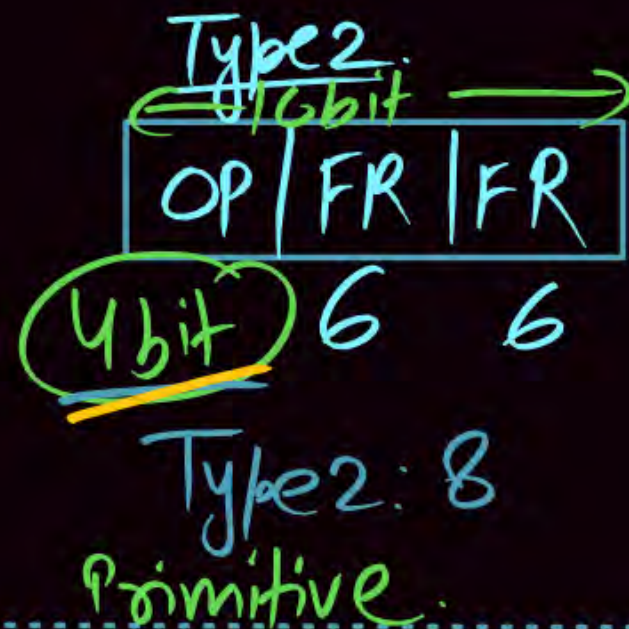 Type2.
16bit
OP FR FR
4bit 6 6
Type2: 8
Primitive.